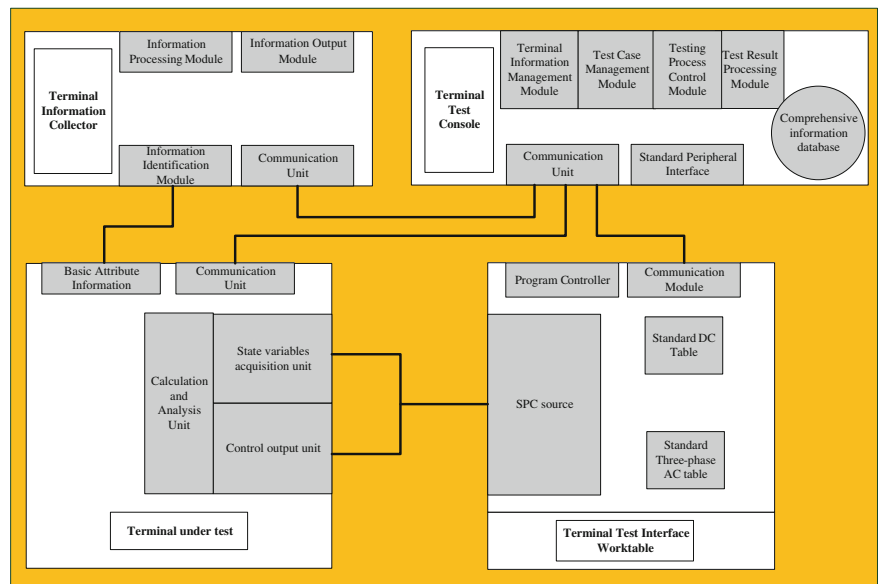 Information
Processing Module
Information Output
Module
Terminal
Information
Collector
Information
Identification
Module
Communication
Unit
Terminal
Information
Management
Module
Test Case
Management
Module
Testing
Process
Control
Module
Test Result
Processing
Module
Terminal
Test
Console
Comprehensive
information
database
Communication
Unit
Standard Peripheral
Interface
Basic Attribute
Information
Communication
Unit
Calculation
and
Analysis
Unit
State variables
acquisition unit
Control output unit
Terminal under test
Program Controller
Communication
Module
SPC source
Standard DC
Table
Standard
Three-phase
AC table
Terminal Test Interface
Worktable